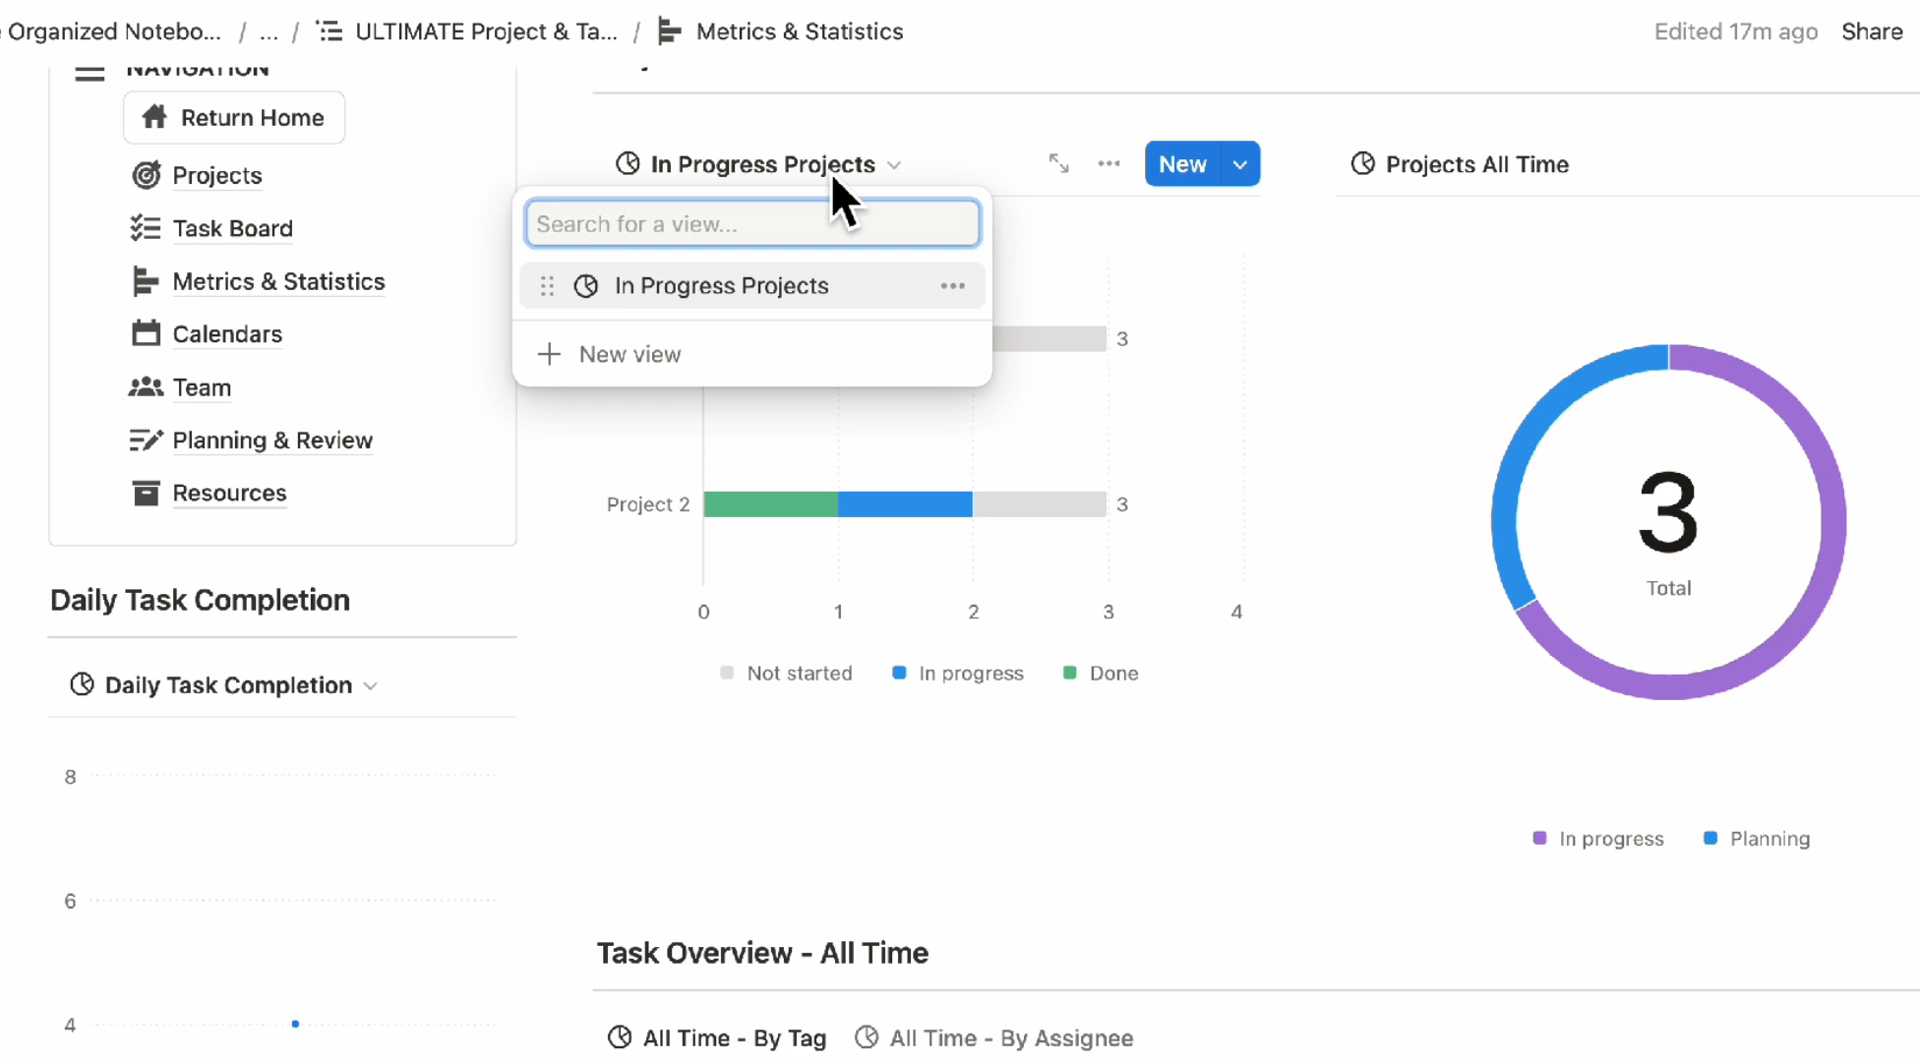 Organized Notebo... / ... / ULTIMATE Project & Ta... / Metrics & Statistics
Edited 17m ago Share
NAVIGATION
Return Home
Projects
Task Board
Metrics & Statistics
Calendars
Team
Planning & Review
Resources
Daily Task Completion
Daily Task Completion
8
6
4
In Progress Projects
New
Search for a view...
In Progress Projects
New view
3
Project 2
3
0 1 2 3 4
Not started In progress Done
Projects All Time
3
Total
In progress Planning
Task Overview - All Time
All Time - By Tag All Time - By Assignee